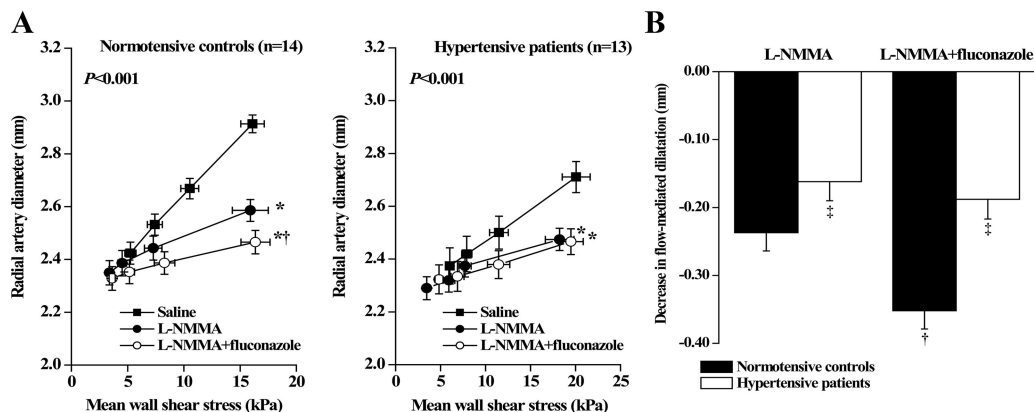 A
B
Normotensive controls (n=14)
P<0.001
Radial artery diameter (mm)
3.2
3.0
2.8
2.6
2.4
2.2
2.0
*
*†
Saline
L-NMMA
L-NMMA+fluconazole
0
5
10
15
20
Mean wall shear stress (kPa)
Hypertensive patients (n=13)
P<0.001
Radial artery diameter (mm)
3.2
3.0
2.8
2.6
2.4
2.2
2.0
*
*
Saline
L-NMMA
L-NMMA+fluconazole
0
5
10
15
20
25
Mean wall shear stress (kPa)
L-NMMA
L-NMMA+fluconazole
Decrease in flow-mediated dilatation (mm)
0.00
-0.10
-0.20
-0.30
-0.40
‡
‡
†
Normotensive controls
Hypertensive patients